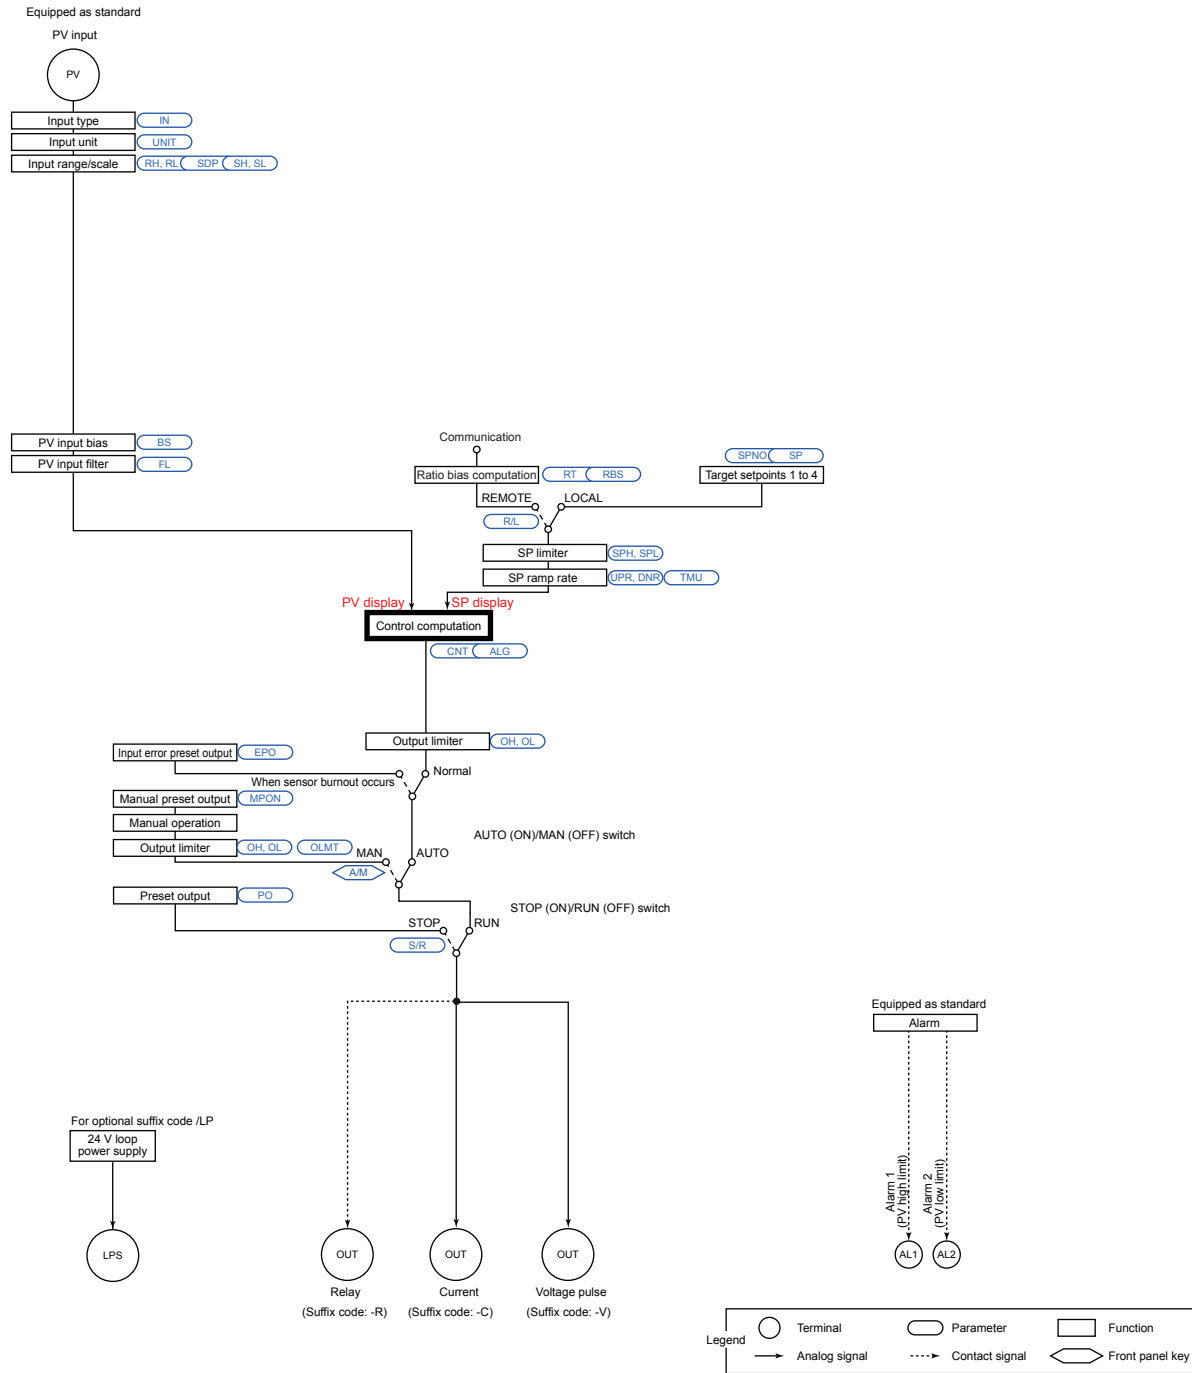 Equipped as standard
PV input
PV
Input type
IN
Input unit
UNIT
Input range/scale
RH, RL
SDP
SH, SL
PV input bias
BS
PV input filter
FL
Communication
Ratio bias computation
RT
RBS
SPNO
SP
Target setpoints 1 to 4
REMOTE
LOCAL
R/L
SP limiter
SPH, SPL
SP ramp rate
UPR, DNR
TMU
PV display
SP display
Control computation
CNT
ALG
Output limiter
OH, OL
Input error preset output
EPO
Normal
When sensor burnout occurs
Manual preset output
MPON
Manual operation
AUTO (ON)/MAN (OFF) switch
Output limiter
OH, OL
OLMT
MAN
AUTO
A/M
Preset output
PO
STOP (ON)/RUN (OFF) switch
STOP
RUN
S/R
Equipped as standard
Alarm
Alarm 1
(PV high limit)
Alarm 2
(PV low limit)
AL1
AL2
For optional suffix code /LP
24 V loop
power supply
LPS
OUT
OUT
OUT
Relay
Current
Voltage pulse
(Suffix code: -R)
(Suffix code: -C)
(Suffix code: -V)
Legend
Terminal
Parameter
Function
Analog signal
Contact signal
Front panel key